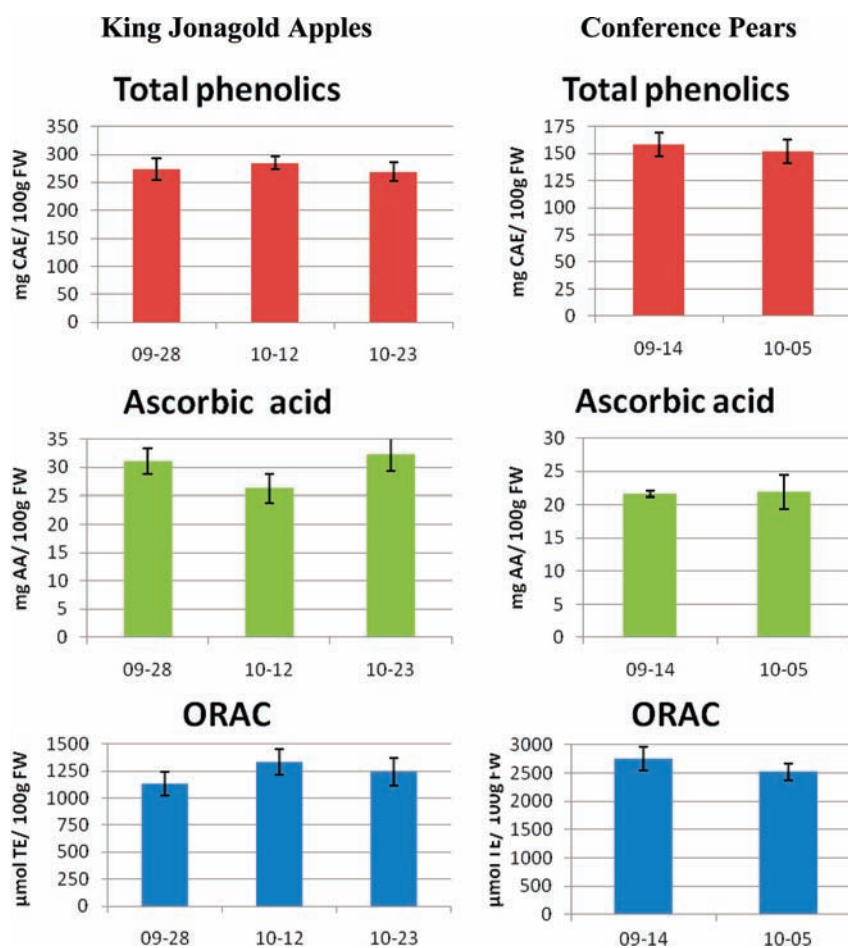 King Jonagold Apples
Conference Pears
Total phenolics
mg CAE/ 100g FW
350
300
250
200
150
100
50
0
09-28 10-12 10-23
Total phenolics
mg CAE/ 100g FW
175
150
125
100
75
50
25
0
09-14 10-05
Ascorbic acid
mg AA/ 100g FW
35
30
25
20
15
10
5
0
09-28 10-12 10-23
Ascorbic acid
mg AA/ 100g FW
30
25
20
15
10
5
0
09-14 10-05
ORAC
µmol TE/ 100g FW
1500
1250
1000
750
500
250
0
09-28 10-12 10-23
ORAC
µmol TE/ 100g FW
3000
2500
2000
1500
1000
500
0
09-14 10-05